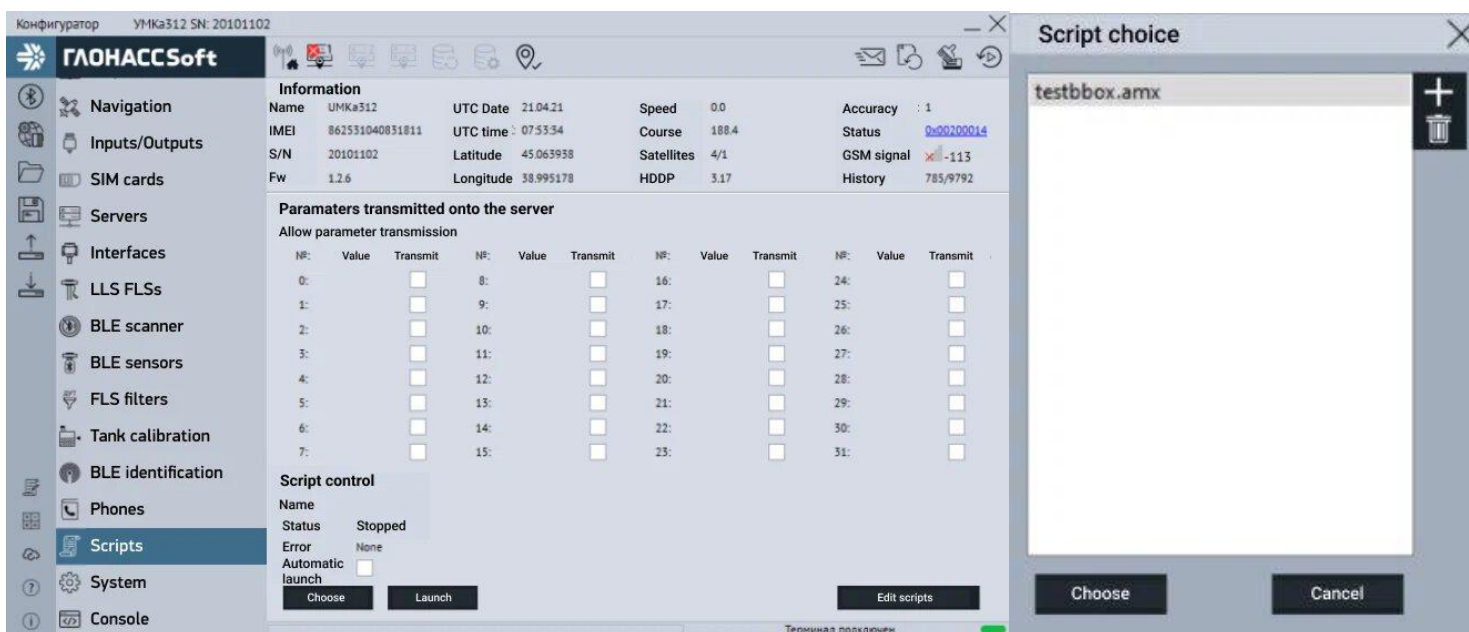 Конфигуратор УМКа312 SN: 20101102
ГЛОНАССSoft
Navigation
Inputs/Outputs
SIM cards
Servers
Interfaces
LLS FLSs
BLE scanner
BLE sensors
FLS filters
Tank calibration
BLE identification
Phones
Scripts
System
Console
Information
Name UMKa312 UTC Date 21.04.21 Speed 0.0 Accuracy : 1
IMEI 862531040831811 UTC time : 07:53:34 Course 188.4 Status 0x00200014
S/N 20101102 Latitude 45.063938 Satellites 4/1 GSM signal -113
Fw 1.2.6 Longitude 38.995178 HDDP 3.17 History 785/9792
Paramaters transmitted onto the server
Allow parameter transmission
№: Value Transmit №: Value Transmit №: Value Transmit №: Value Transmit
0: 8: 16: 24:
1: 9: 17: 25:
2: 10: 18: 26:
3: 11: 19: 27:
4: 12: 20: 28:
5: 13: 21: 29:
6: 14: 22: 30:
7: 15: 23: 31:
Script control
Name
Status Stopped
Error None
Automatic
launch
Choose Launch Edit scripts
Терминал подключен
Script choice
testbbox.amx
Choose Cancel